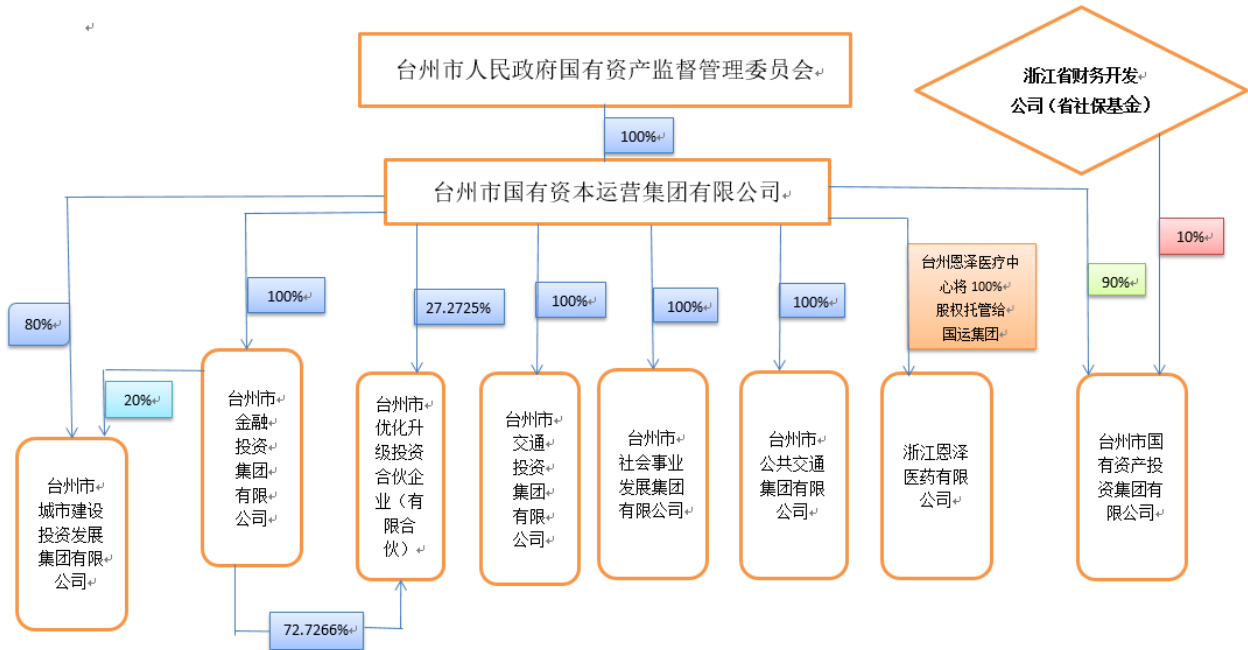 台州市人民政府国有资产监督管理委员会
浙江省财务开发
公司（省社保基金）
100%
台州市国有资本运营集团有限公司
10%
台州恩泽医疗中
心将 100%
股权托管给
国运集团
90%
100%
27.2725%
100%
100%
100%
80%
20%
台州市
城市建设
投资发展
集团有限
公司
台州市
金融
投资
集团
有限
公司
台州市
优化升
级投资
合伙企
业（有
限合
伙）
台州市
交通
投资
集团
有限
公司
台州市
社会事业
发展集团
有限公司
台州市
公共交通
集团有限
公司
浙江恩泽
医药有限
公司
台州市国
有资产投
资集团有
限公司
72.7266%